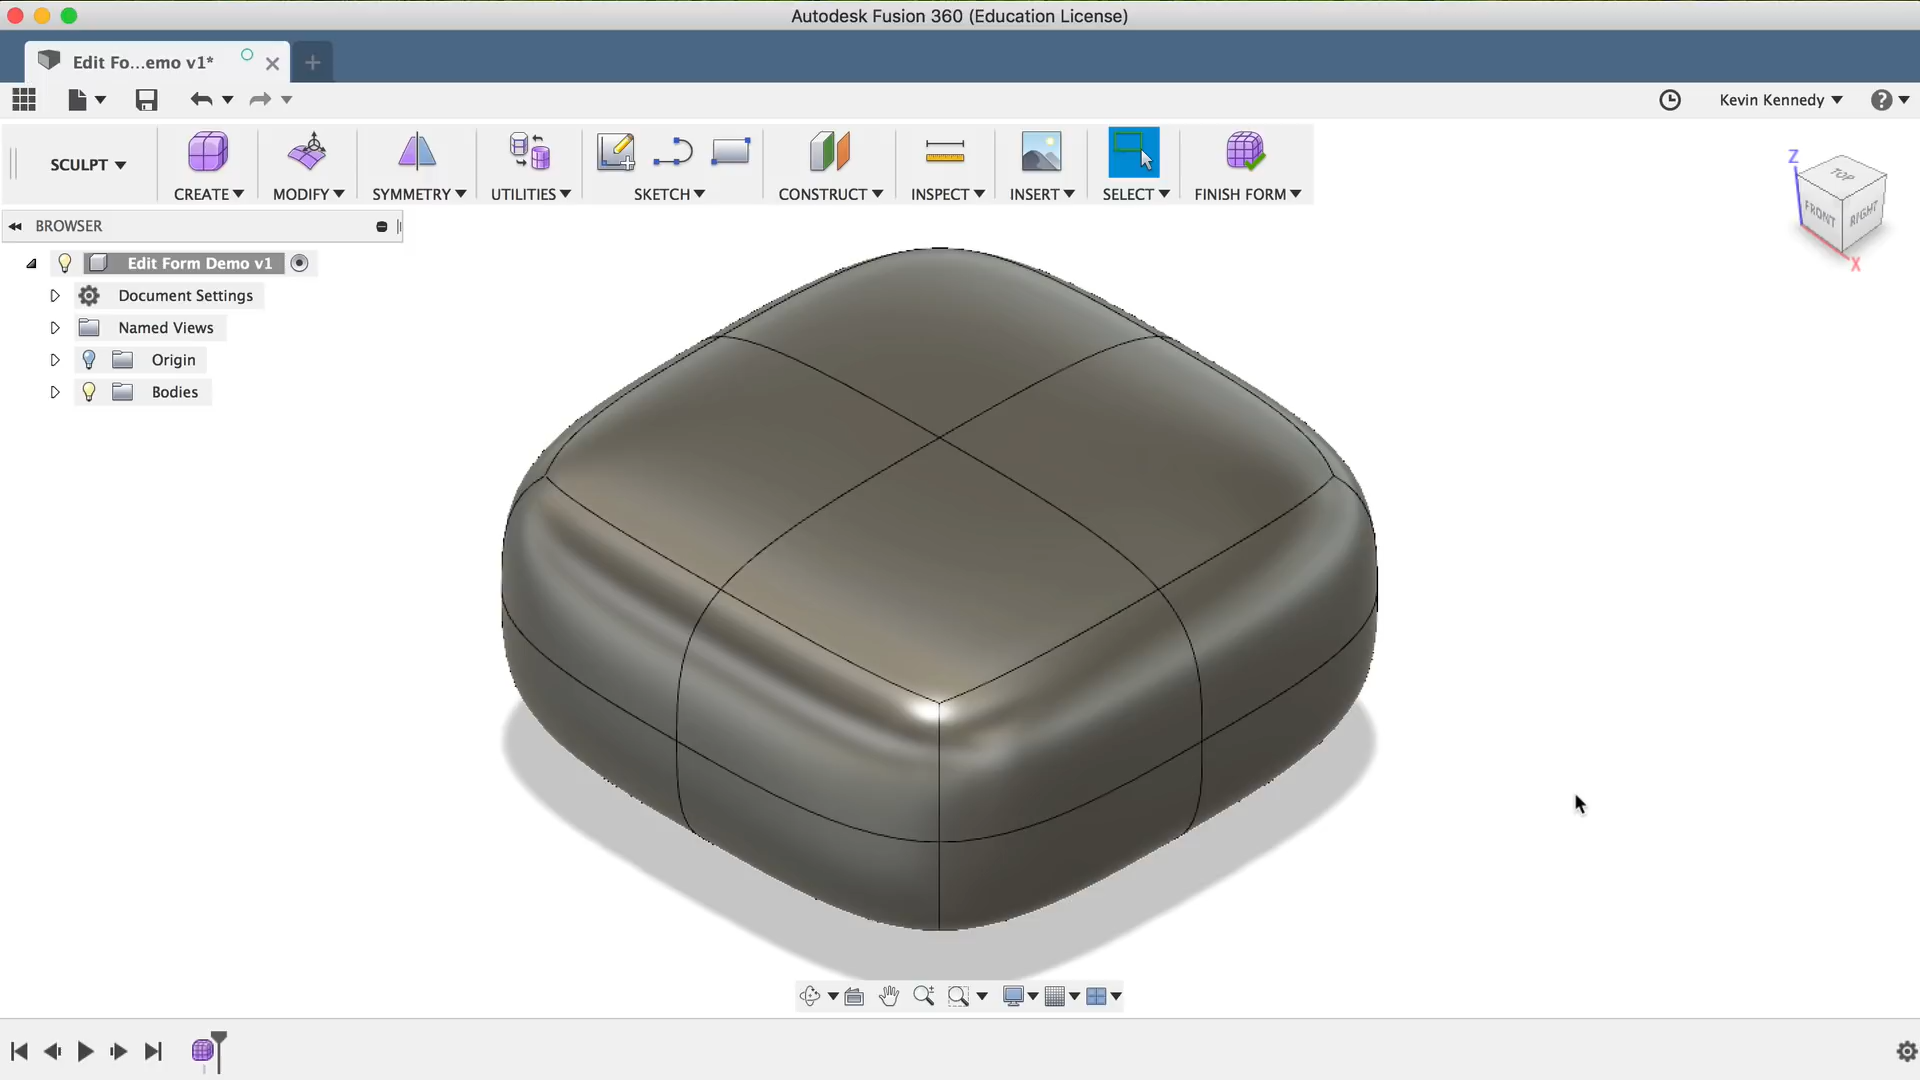 Autodesk Fusion 360 (Education License)
Edit Fo...emo v1*
Kevin Kennedy
SCULPT
CREATE
MODIFY
SYMMETRY
UTILITIES
SKETCH
CONSTRUCT
INSPECT
INSERT
SELECT
FINISH FORM
BROWSER
Edit Form Demo v1
Document Settings
Named Views
Origin
Bodies
Z
TOP
FRONT
RIGHT
X